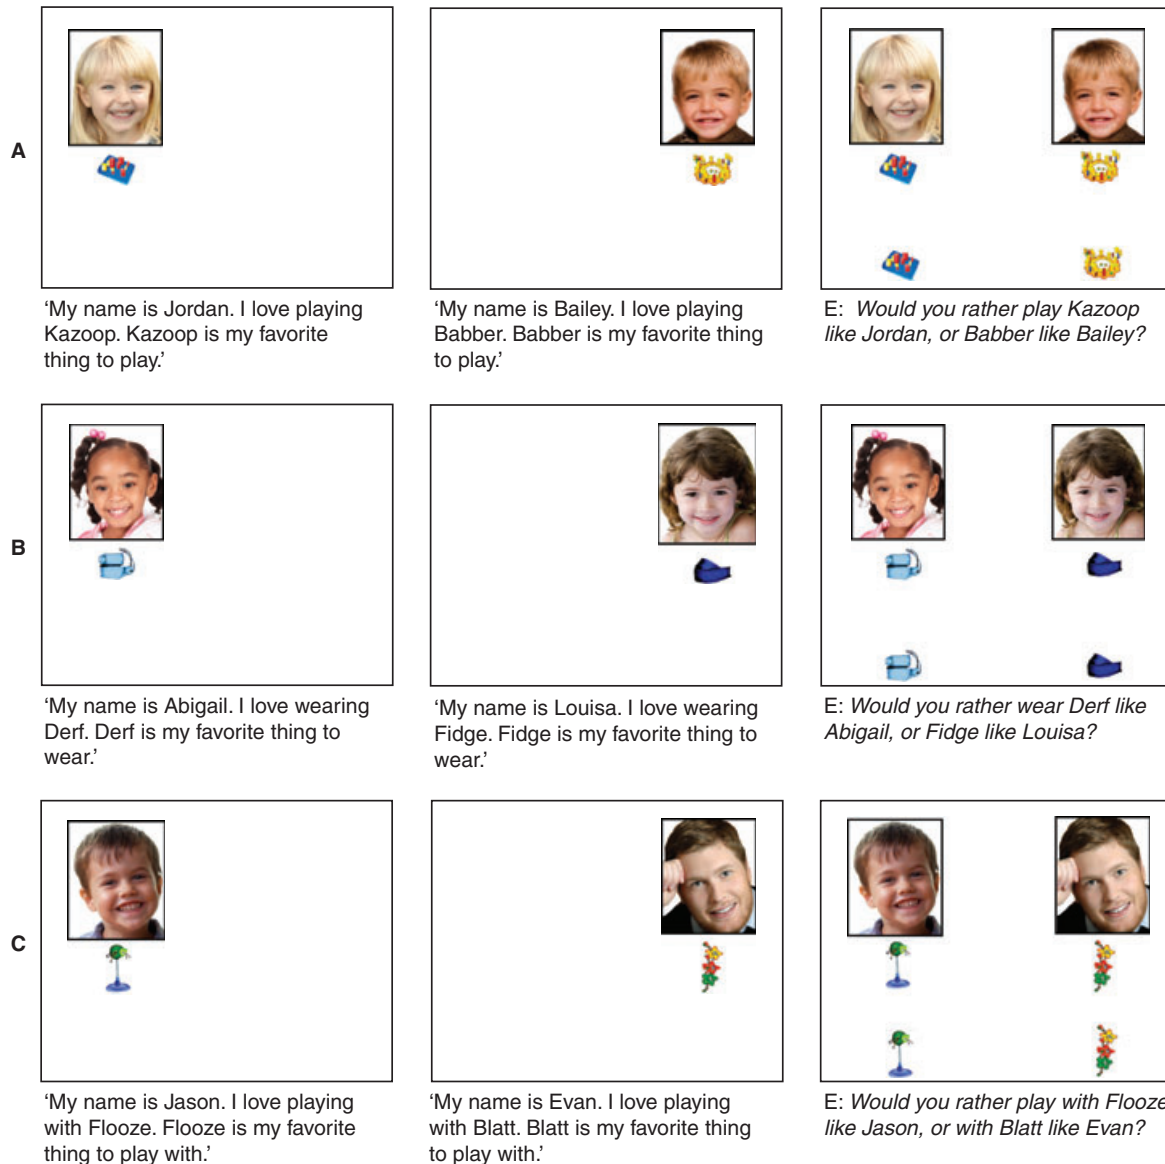 A
'My name is Jordan. I love playing
Kazoop. Kazoop is my favorite
thing to play.'
'My name is Bailey. I love playing
Babber. Babber is my favorite thing
to play.'
E: Would you rather play Kazoop
like Jordan, or Babber like Bailey?
B
'My name is Abigail. I love wearing
Derf. Derf is my favorite thing to
wear.'
'My name is Louisa. I love wearing
Fidge. Fidge is my favorite thing to
wear.'
E: Would you rather wear Derf like
Abigail, or Fidge like Louisa?
C
'My name is Jason. I love playing
with Flooze. Flooze is my favorite
thing to play with.'
'My name is Evan. I love playing
with Blatt. Blatt is my favorite thing
to play with.'
E: Would you rather play with Flooze
like Jason, or with Blatt like Evan?